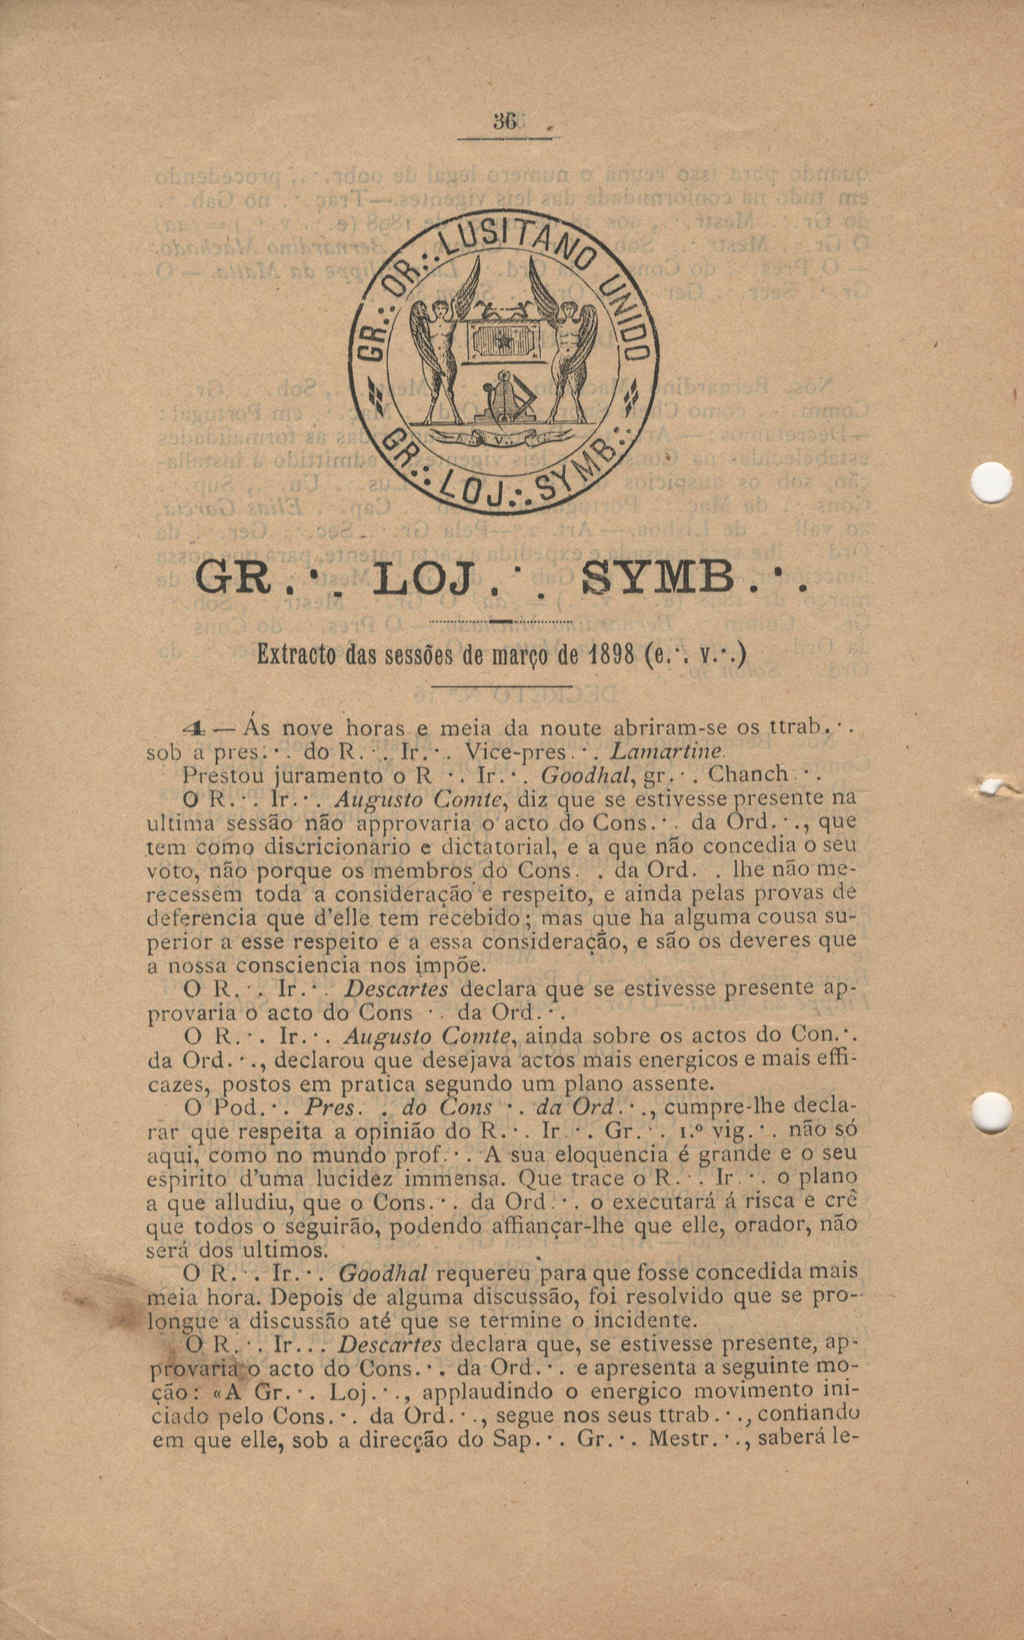 36
GR∴ OR∴ LUSITANO UNIDO
GR∴ LOJ∴ SYMB∴
GR∴ LOJ∴ SYMB∴
Extracto das sessões de março de 1898 (e∴ v∴)
4 — Ás nove horas e meia da noute abriram-se os ttrab∴
sob a pres∴ do R∴ Ir∴ Vice-pres∴ Lamartine.
Prestou juramento o R∴ Ir∴ Goodhal, gr∴ Chanch∴
O R∴ Ir∴ Augusto Comte, diz que se estivesse presente na
ultima sessão não approvaria o acto do Cons∴ da Ord∴, que
tem como discricionario e dictatorial, e a que não concedia o seu
voto, não porque os membros do Cons∴ da Ord∴ lhe não me-
recessem toda a consideração e respeito, e ainda pelas provas de
deferencia que d'elle tem recebido; mas que ha alguma cousa su-
perior a esse respeito e a essa consideração, e são os deveres que
a nossa consciencia nos impõe.
O R∴ Ir∴ Descartes declara que se estivesse presente ap-
provaria o acto do Cons∴ da Ord∴
O R∴ Ir∴ Augusto Comte, ainda sobre os actos do Con∴
da Ord∴, declarou que desejava actos mais energicos e mais effi-
cazes, postos em pratica segundo um plano assente.
O Pod∴ Pres∴ do Cons∴ da Ord∴, cumpre-lhe decla-
rar que respeita a opinião do R∴ Ir∴ Gr∴ 1.º vig∴ não só
aqui, como no mundo prof∴ A sua eloquencia é grande e o seu
espirito d'uma lucidez immensa. Que trace o R∴ Ir∴ o plano
a que alludiu, que o Cons∴ da Ord∴ o executará á risca e crê
que todos o seguirão, podendo affiançar-lhe que elle, orador, não
será dos ultimos.
O R∴ Ir∴ Goodhal requereu para que fosse concedida mais
meia hora. Depois de alguma discussão, foi resolvido que se pro-
longue a discussão até que se termine o incidente.
O R∴ Ir... Descartes declara que, se estivesse presente, ap-
provaria o acto do Cons∴ da Ord∴ e apresenta a seguinte mo-
ção: «A Gr∴ Loj∴, applaudindo o energico movimento ini-
ciado pelo Cons∴ da Ord∴, segue nos seus ttrab∴, confiando
em que elle, sob a direcção do Sap∴ Gr∴ Mestr∴, saberá le-